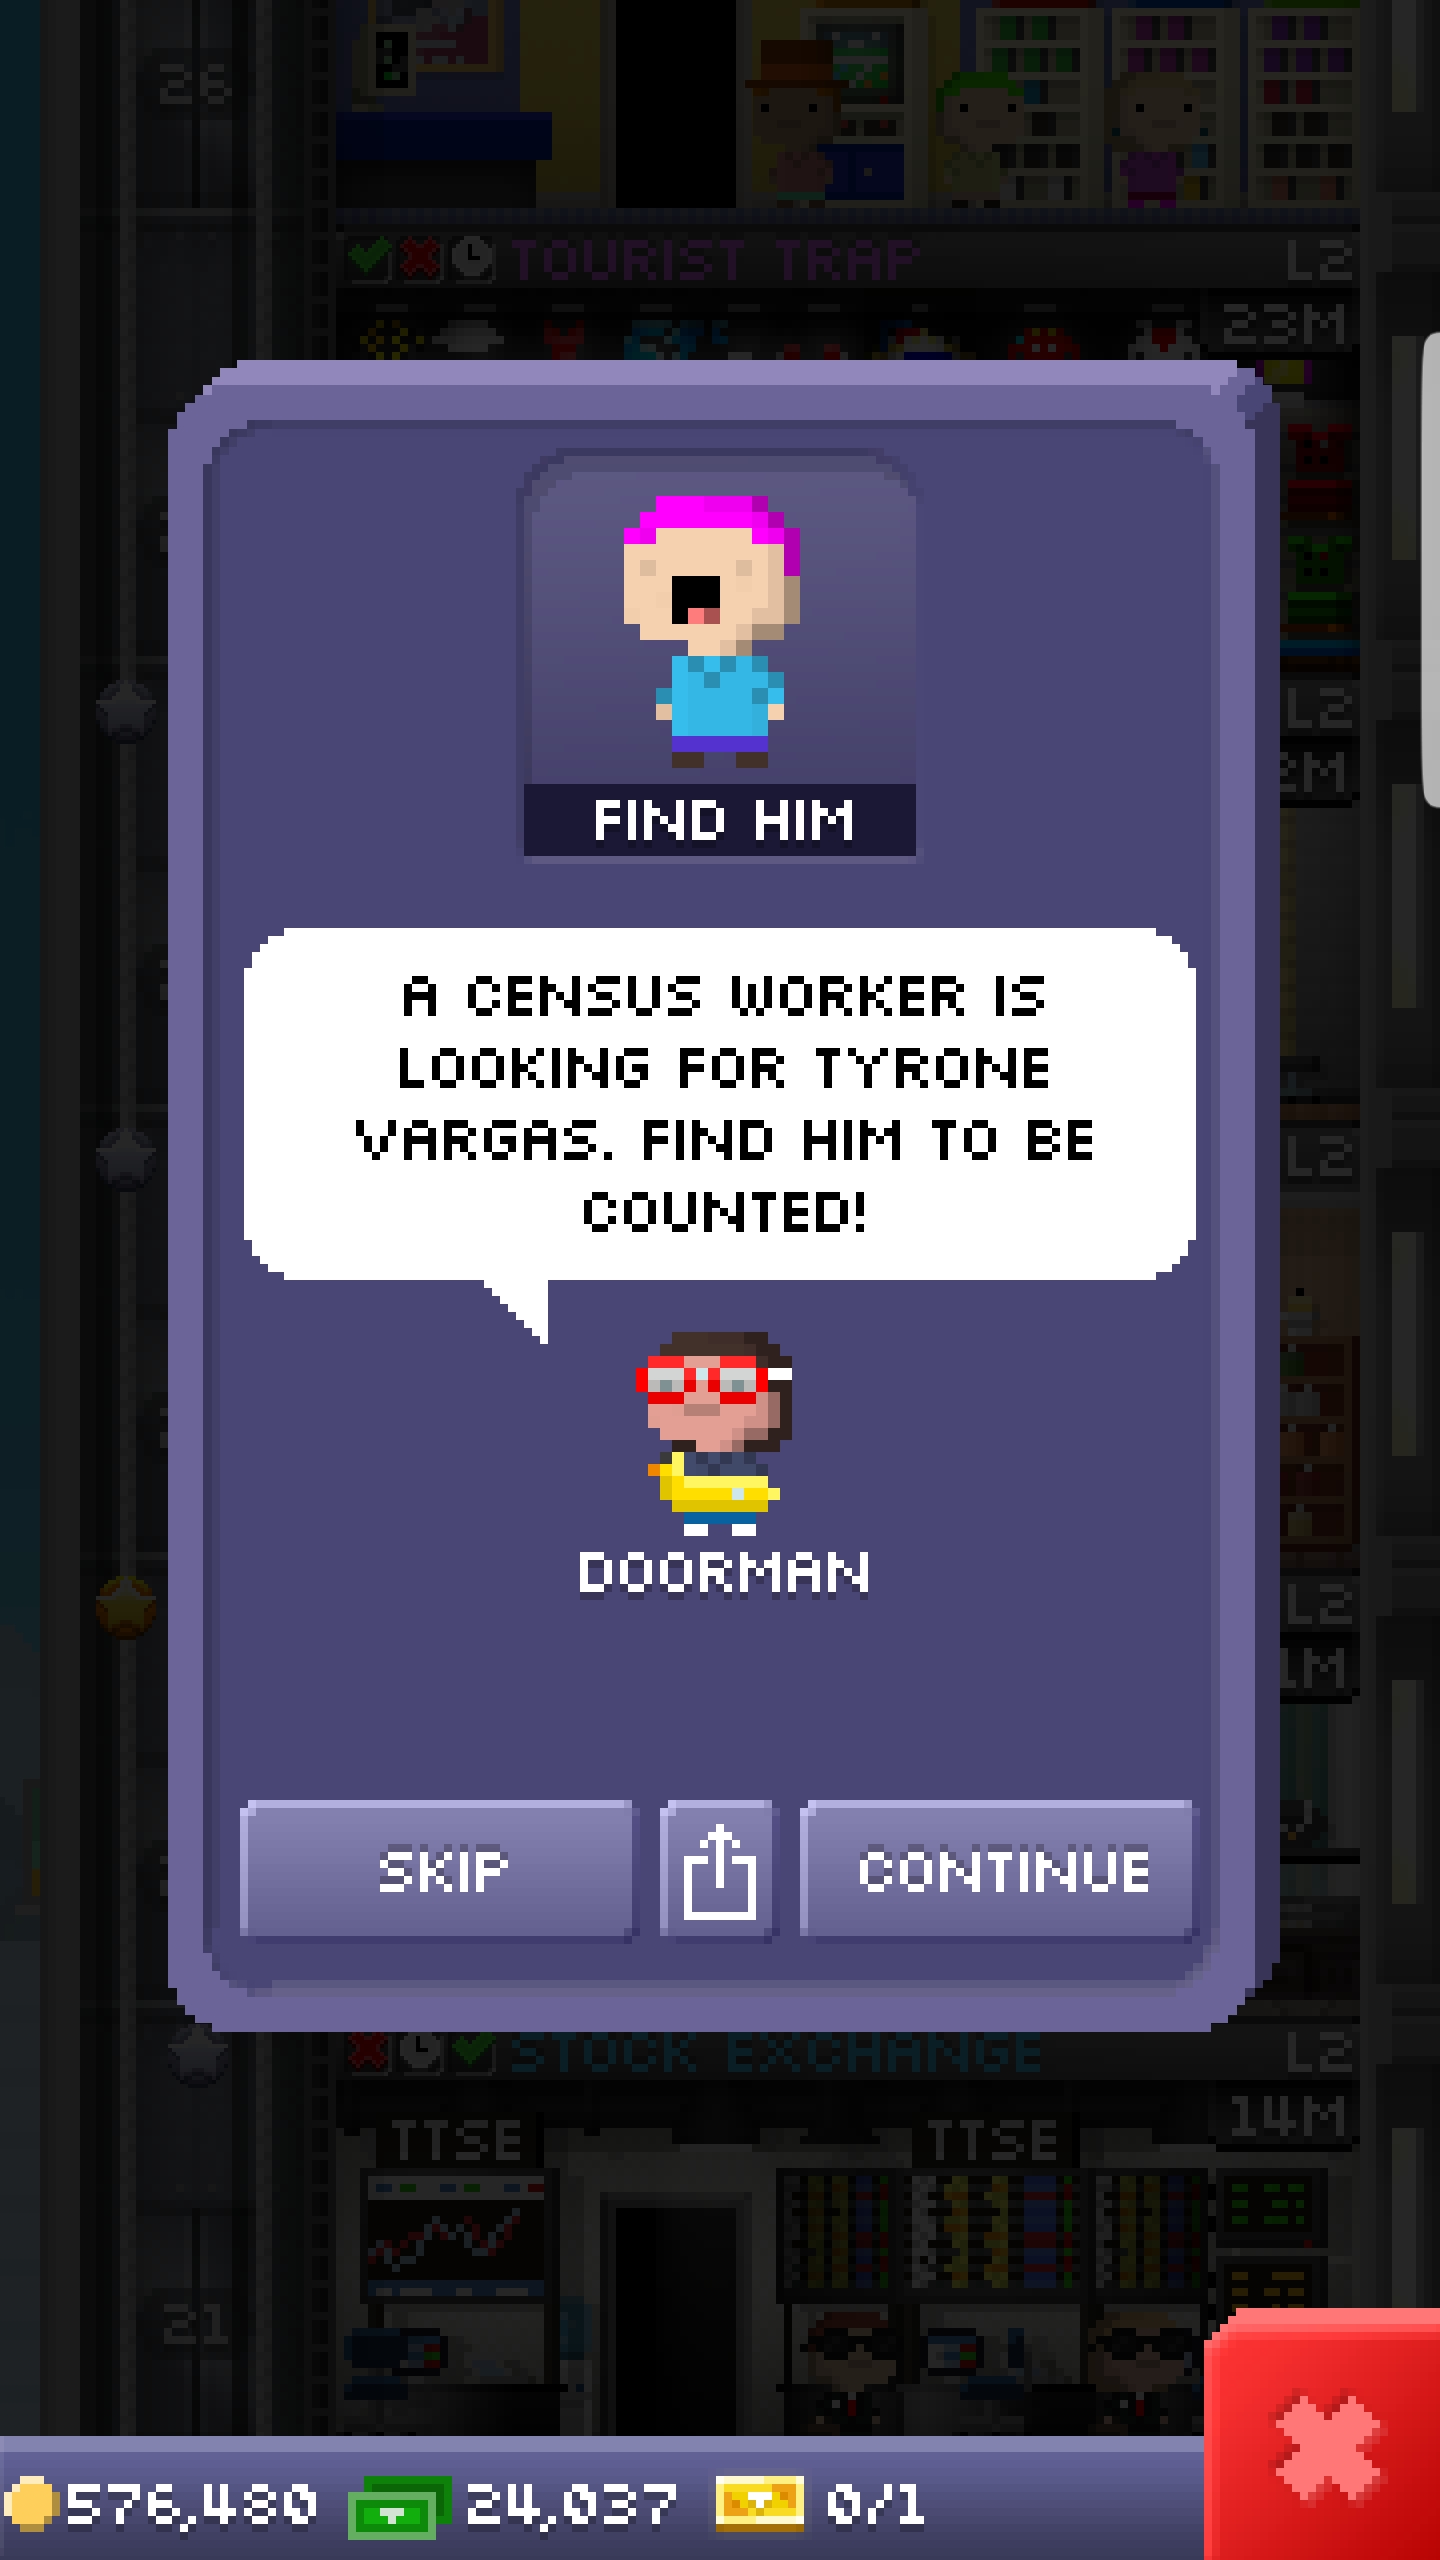 26
TOURIST TRAP L2
23M
FIND HIM
L2
2M
A CENSUS WORKER IS
LOOKING FOR TYRONE
VARGAS. FIND HIM TO BE
COUNTED!
L2
DOORMAN
L2
1M
SKIP CONTINUE
STOCK EXCHANGE L2
14M
TTSE TTSE
21
576,480 24,037 0/1